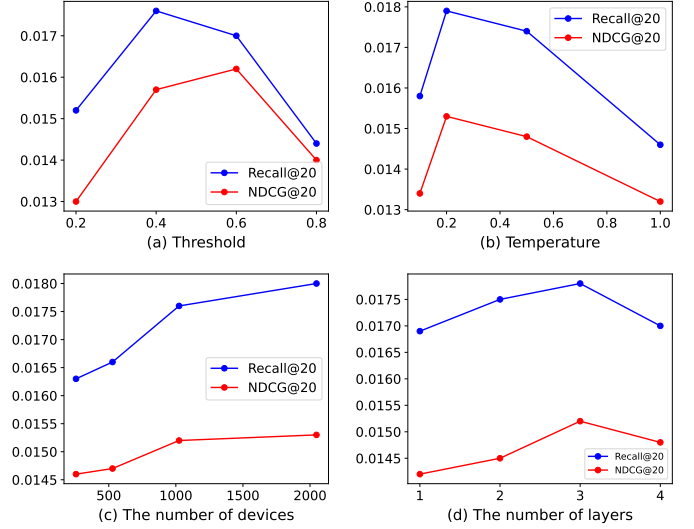 0.017
0.016
0.015
0.014
0.013
0.2 0.4 0.6 0.8
Recall@20
NDCG@20
(a) Threshold
0.018
0.017
0.016
0.015
0.014
0.013
0.2 0.4 0.6 0.8 1.0
Recall@20
NDCG@20
(b) Temperature
0.0180
0.0175
0.0170
0.0165
0.0160
0.0155
0.0150
0.0145
500 1000 1500 2000
Recall@20
NDCG@20
(c) The number of devices
0.0175
0.0170
0.0165
0.0160
0.0155
0.0150
0.0145
1 2 3 4
Recall@20
NDCG@20
(d) The number of layers